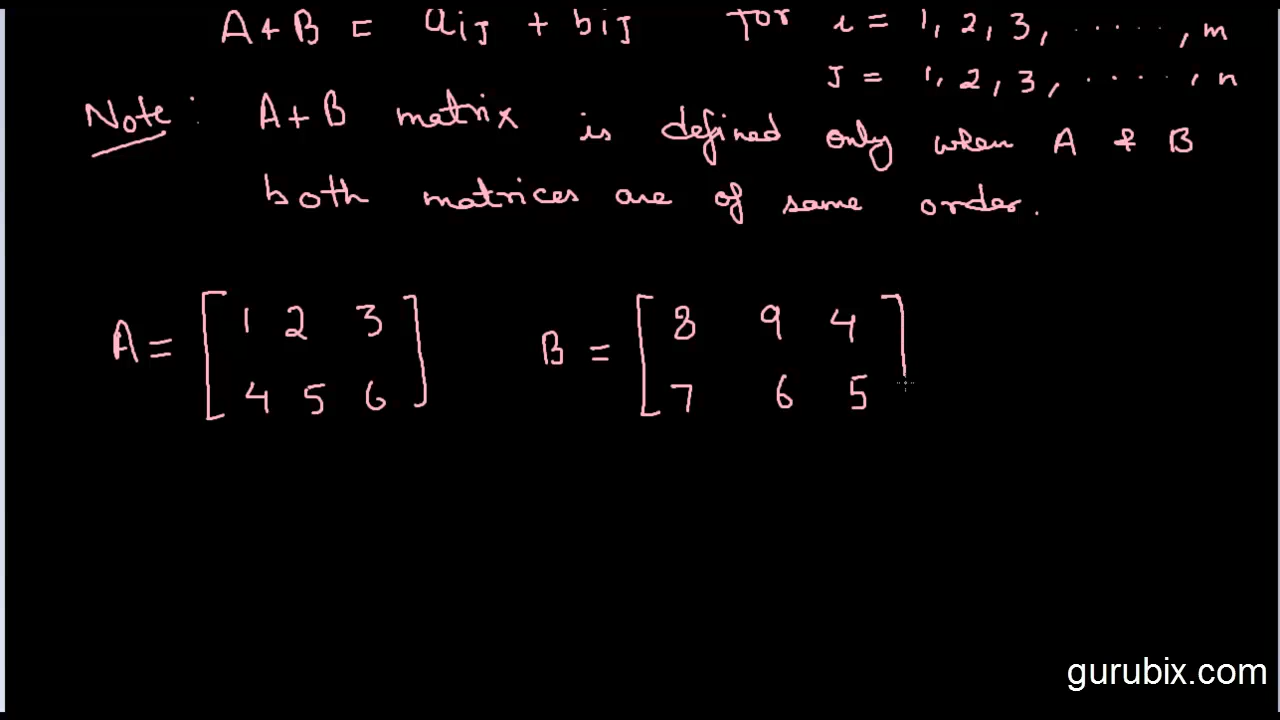 A + B = aij + bij for i = 1, 2, 3, ....., m
J = 1, 2, 3, ....., n
Note : A + B matrix is defined only when A & B
both matrices are of same order.
A = [ 1 2 3
4 5 6 ]
B = [ 8 9 4
7 6 5 ]
gurubix.com